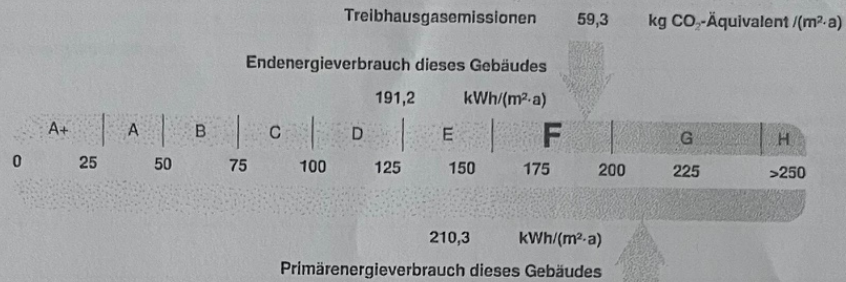 Treibhausgasemissionen 59,3 kg CO₂-Äquivalent /(m²·a)
Endenergieverbrauch dieses Gebäudes
191,2 kWh/(m²·a)
A+ A B C D E F G H
0 25 50 75 100 125 150 175 200 225 >250
210,3 kWh/(m²·a)
Primärenergieverbrauch dieses Gebäudes